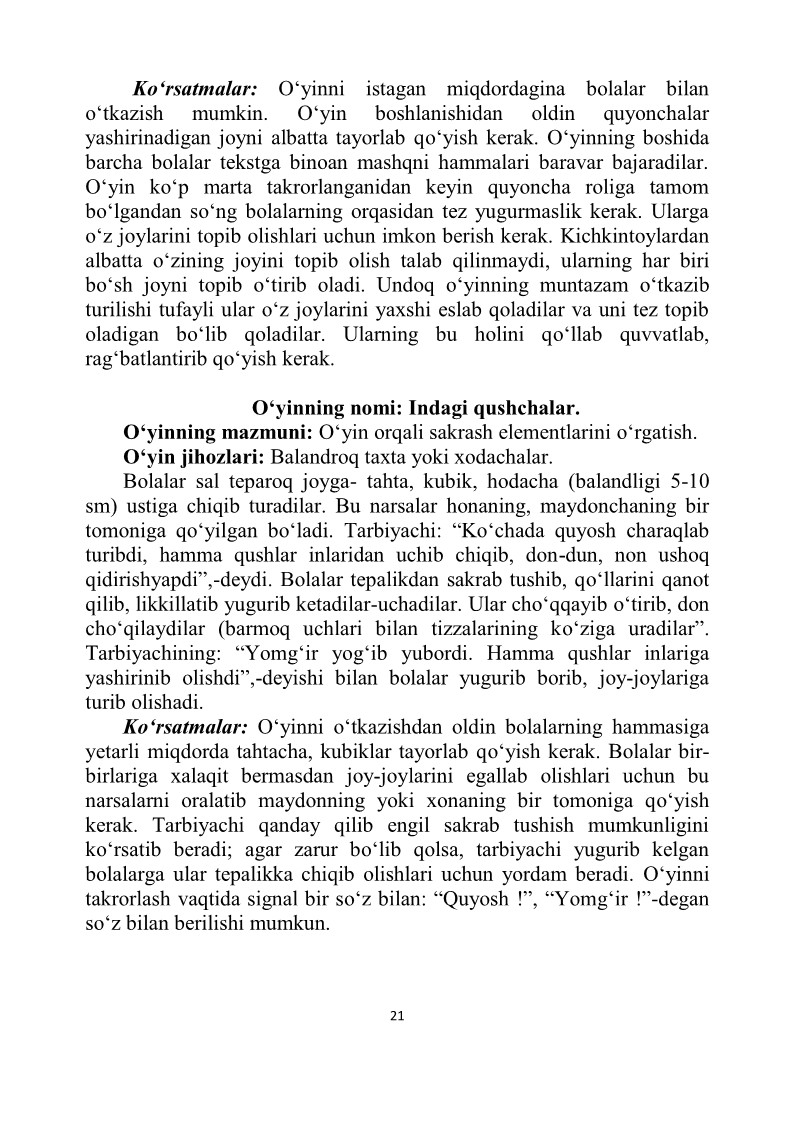 Ko‘rsatmalar: O‘yinni istagan miqdordagina bolalar bilan
o‘tkazish mumkin. O‘yin boshlanishidan oldin quyonchalar
yashirinadigan joyni albatta tayorlab qo‘yish kerak. O‘yinning boshida
barcha bolalar tekstga binoan mashqni hammalari baravar bajaradilar.
O‘yin ko‘p marta takrorlanganidan keyin quyoncha roliga tamom
bo‘lgandan so‘ng bolalarning orqasidan tez yugurmaslik kerak. Ularga
o‘z joylarini topib olishlari uchun imkon berish kerak. Kichkintoylardan
albatta o‘zining joyini topib olish talab qilinmaydi, ularning har biri
bo‘sh joyni topib o‘tirib oladi. Undoq o‘yinning muntazam o‘tkazib
turilishi tufayli ular o‘z joylarini yaxshi eslab qoladilar va uni tez topib
oladigan bo‘lib qoladilar. Ularning bu holini qo‘llab quvvatlab,
rag‘batlantirib qo‘yish kerak.
O‘yinning nomi: Indagi qushchalar.
O‘yinning mazmuni: O‘yin orqali sakrash elementlarini o‘rgatish.
O‘yin jihozlari: Balandroq taxta yoki xodachalar.
Bolalar sal teparoq joyga- tahta, kubik, hodacha (balandligi 5-10
sm) ustiga chiqib turadilar. Bu narsalar honaning, maydonchaning bir
tomoniga qo‘yilgan bo‘ladi. Tarbiyachi: “Ko‘chada quyosh charaqlab
turibdi, hamma qushlar inlaridan uchib chiqib, don-dun, non ushoq
qidirishyapdi”,-deydi. Bolalar tepalikdan sakrab tushib, qo‘llarini qanot
qilib, likkillatib yugurib ketadilar-uchadilar. Ular cho‘qqayib o‘tirib, don
cho‘qilaydilar (barmoq uchlari bilan tizzalarining ko‘ziga uradilar”.
Tarbiyachining: “Yomg‘ir yog‘ib yubordi. Hamma qushlar inlariga
yashirinib olishdi”,-deyishi bilan bolalar yugurib borib, joy-joylariga
turib olishadi.
Ko‘rsatmalar: O‘yinni o‘tkazishdan oldin bolalarning hammasiga
yetarli miqdorda tahtacha, kubiklar tayorlab qo‘yish kerak. Bolalar bir-
birlariga xalaqit bermasdan joy-joylarini egallab olishlari uchun bu
narsalarni oralatib maydonning yoki xonaning bir tomoniga qo‘yish
kerak. Tarbiyachi qanday qilib engil sakrab tushish mumkunligini
ko‘rsatib beradi; agar zarur bo‘lib qolsa, tarbiyachi yugurib kelgan
bolalarga ular tepalikka chiqib olishlari uchun yordam beradi. O‘yinni
takrorlash vaqtida signal bir so‘z bilan: “Quyosh !”, “Yomg‘ir !”-degan
so‘z bilan berilishi mumkun.
21